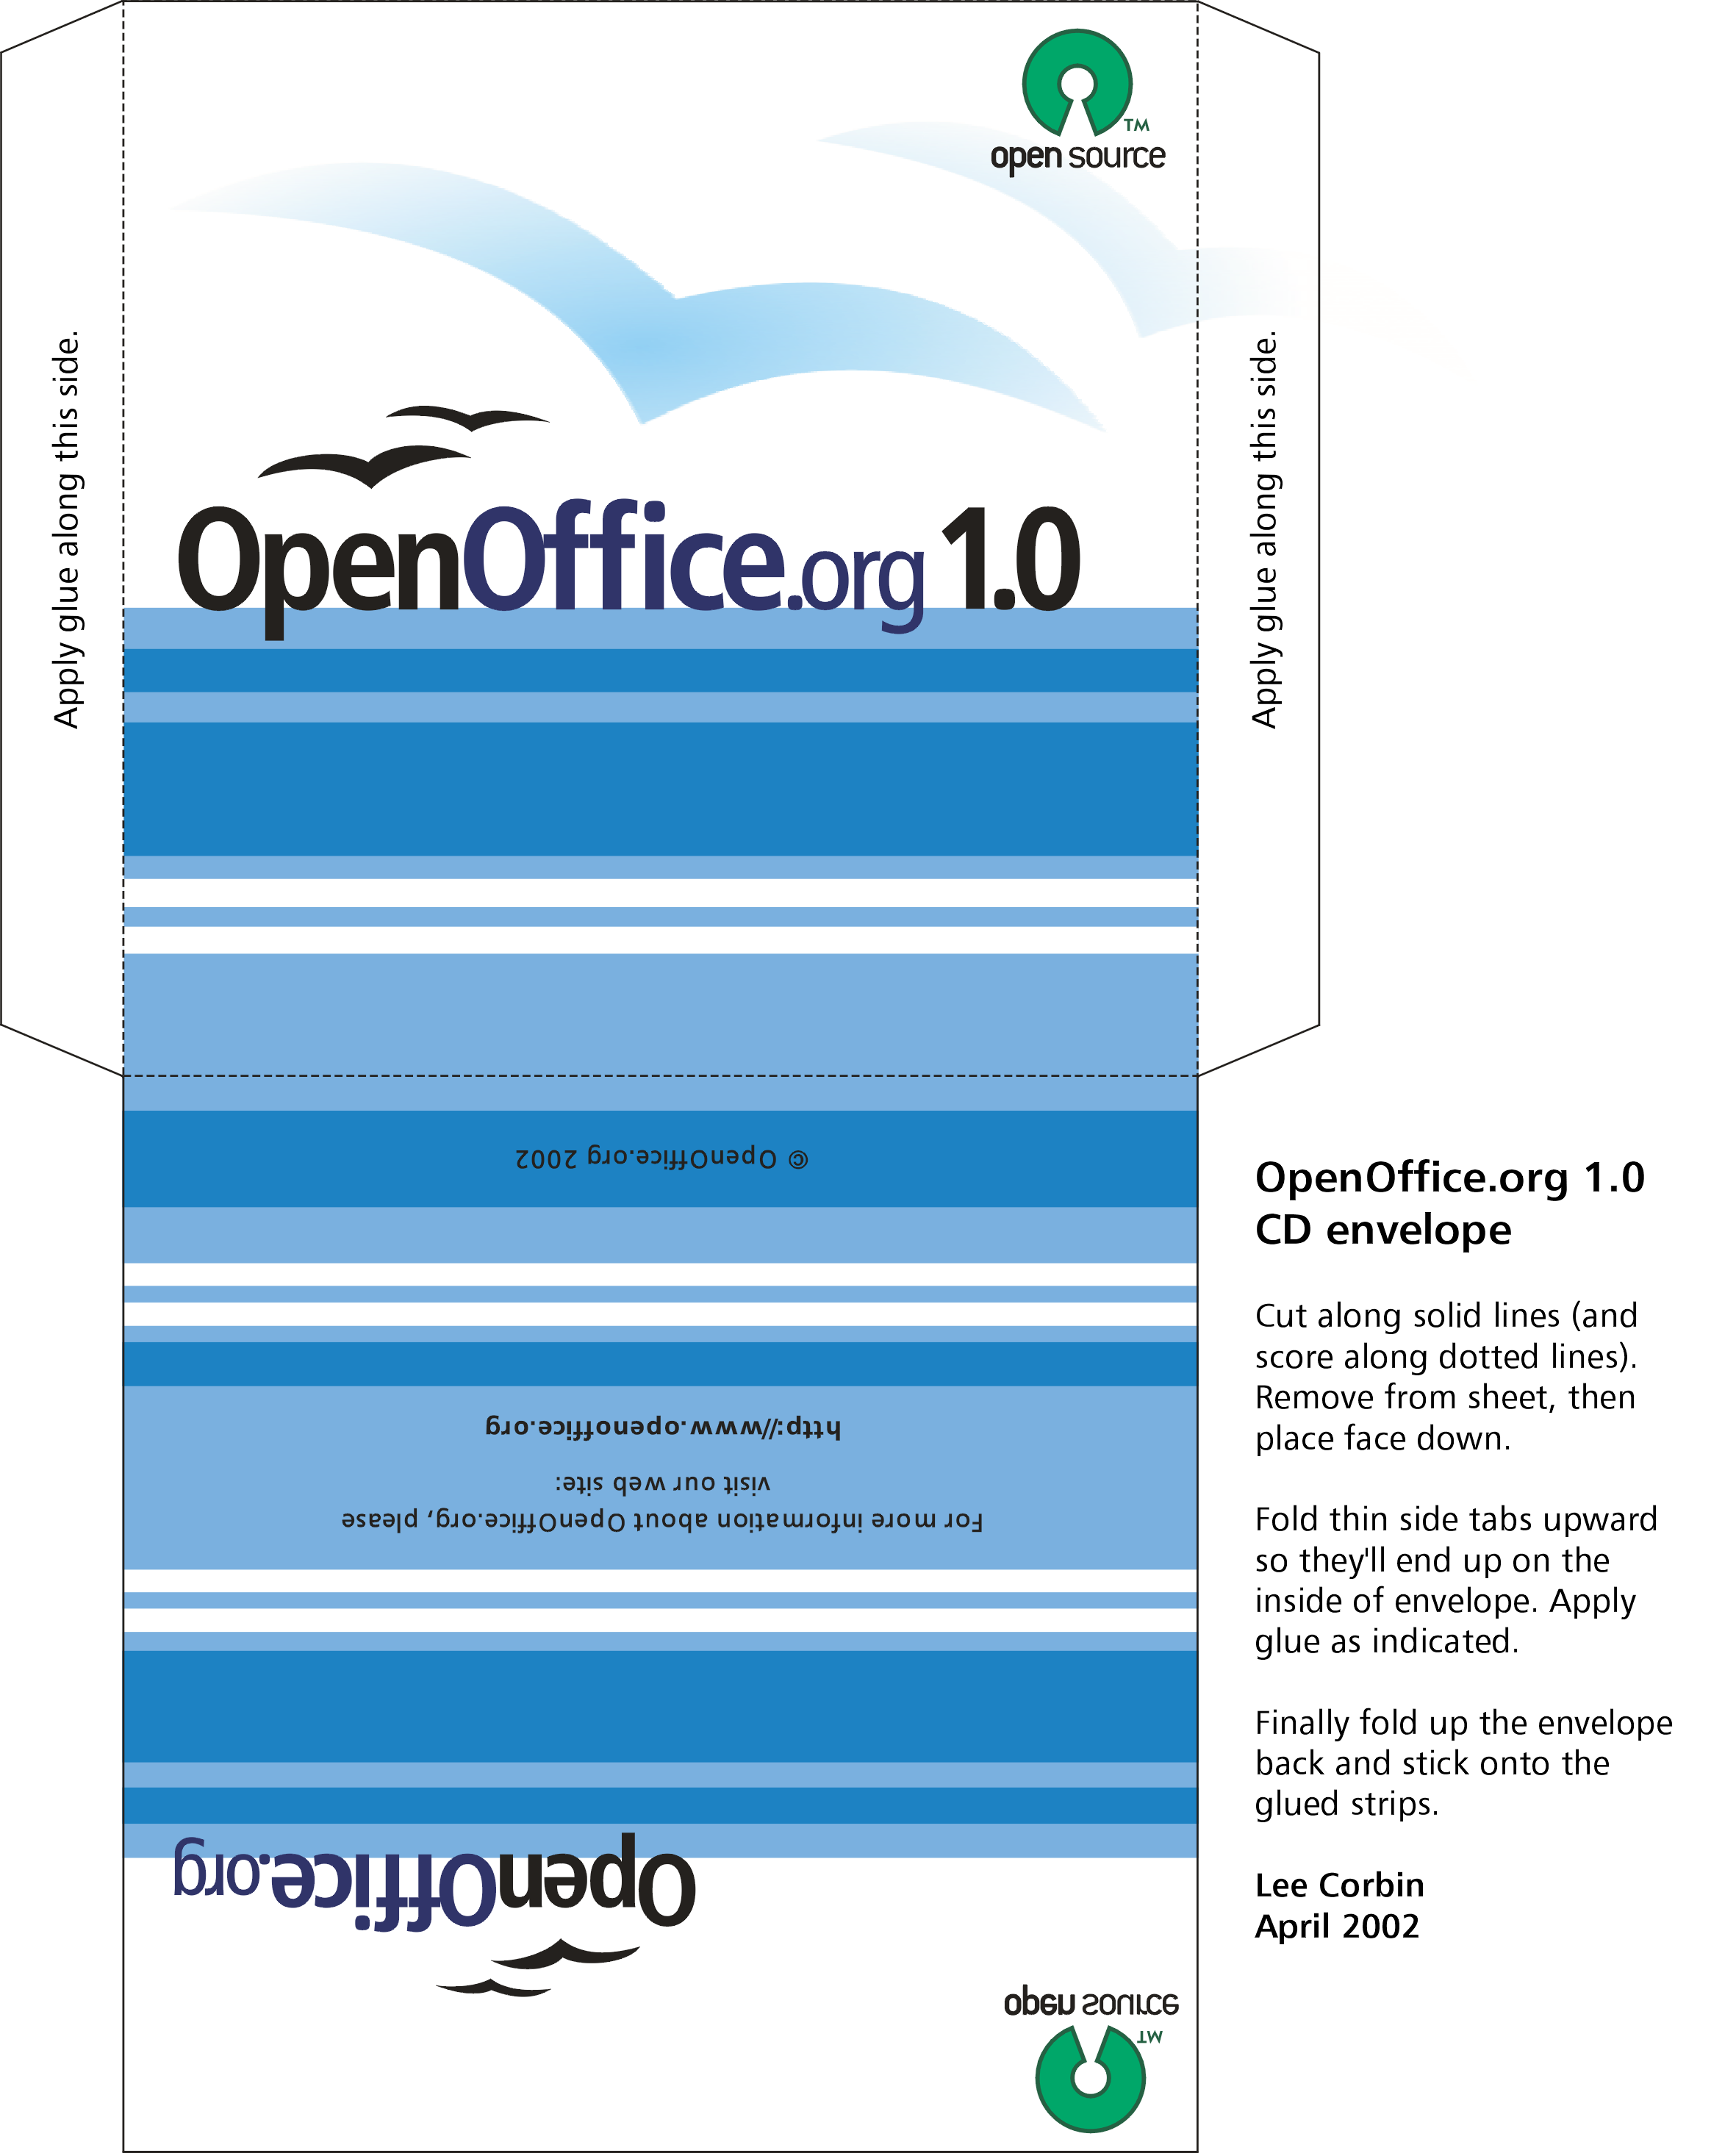 TM
open source
Apply glue along this side.
Apply glue along this side.
OpenOffice.org 1.0
© OpenOffice.org 2002
http://www.openoffice.org
visit our web site:
For more information about OpenOffice.org, please
OpenOffice.org
open source
TM
OpenOffice.org 1.0
CD envelope
Cut along solid lines (and
score along dotted lines).
Remove from sheet, then
place face down.
Fold thin side tabs upward
so they'll end up on the
inside of envelope. Apply
glue as indicated.
Finally fold up the envelope
back and stick onto the
glued strips.
Lee Corbin
April 2002